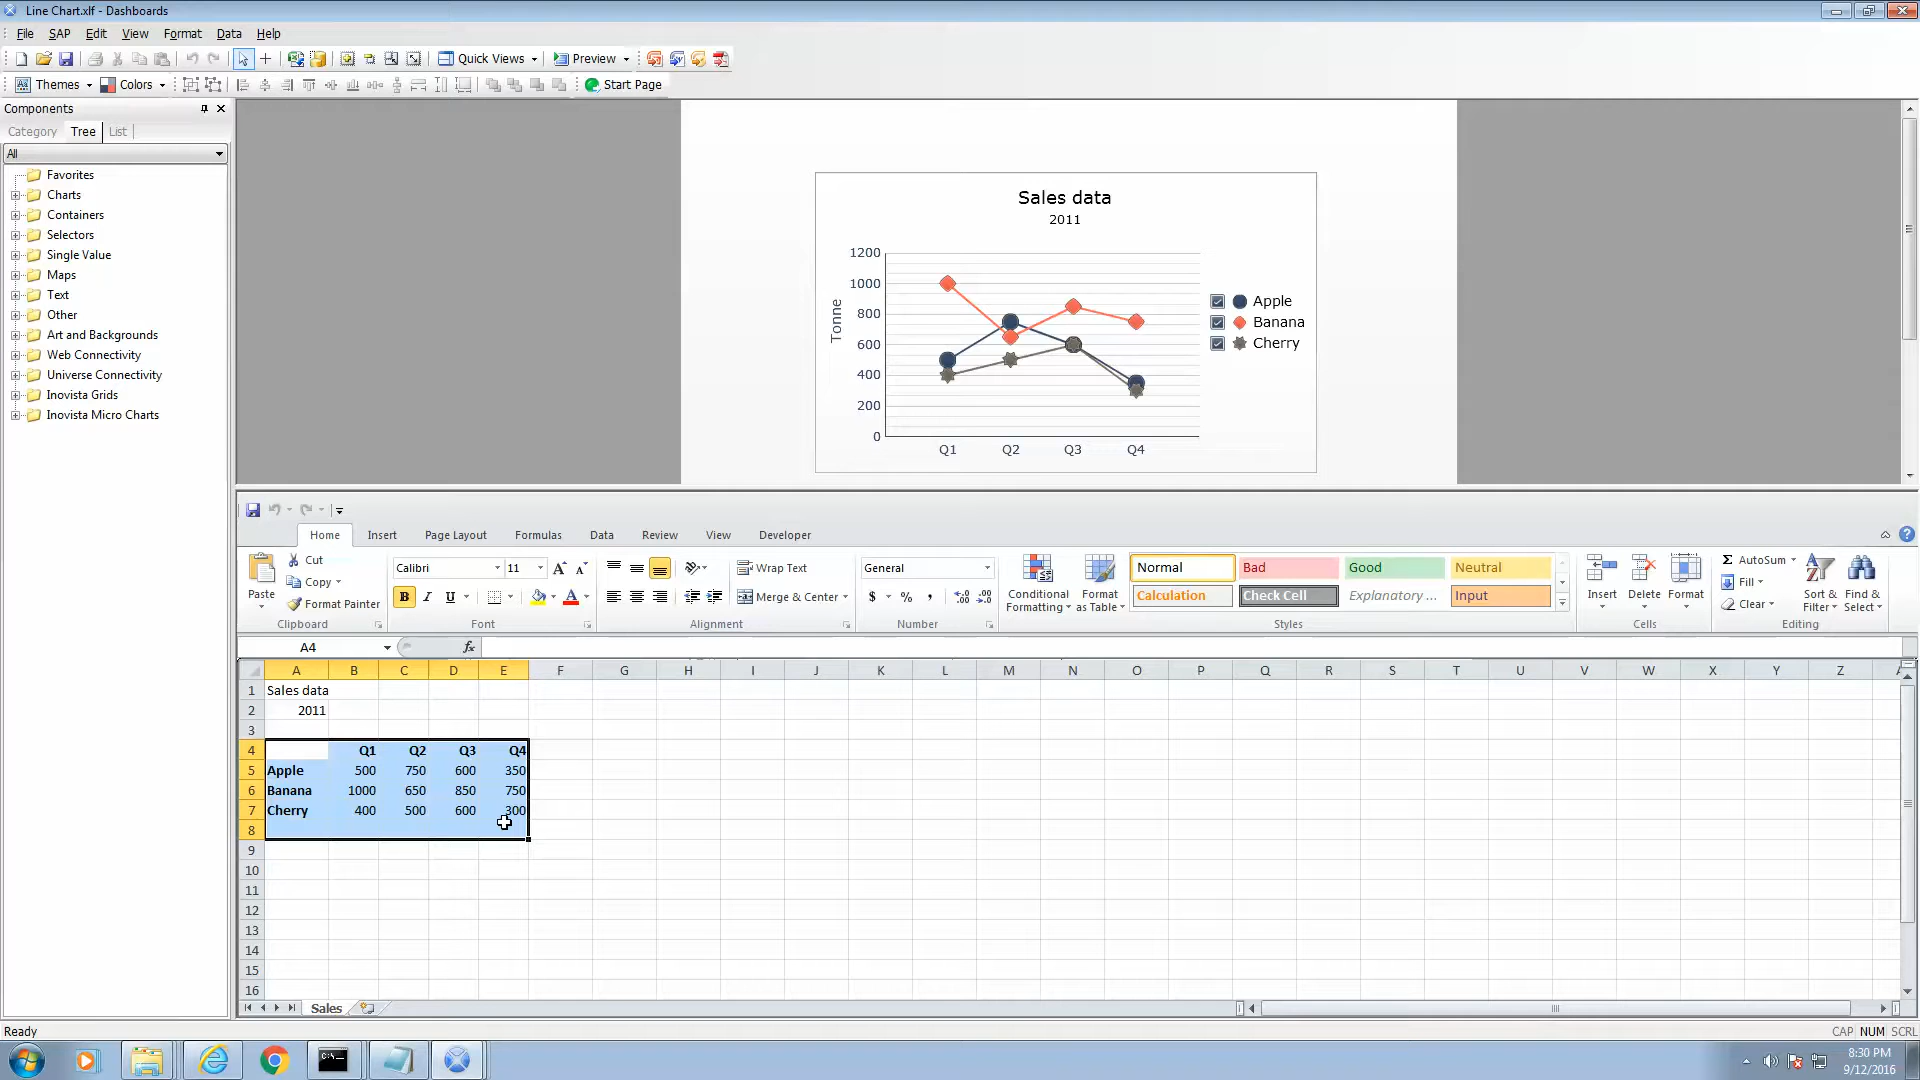 Line Chart.xlf - Dashboards
File SAP Edit View Format Data Help
Quick Views Preview
Themes Colors Start Page
Components
Category Tree List
All
Favorites
Charts
Containers
Selectors
Single Value
Maps
Text
Other
Art and Backgrounds
Web Connectivity
Universe Connectivity
Inovista Grids
Inovista Micro Charts
Sales data
2011
Tonne
1200
1000
800
600
400
200
0
Q1 Q2 Q3 Q4
Apple
Banana
Cherry
Home Insert Page Layout Formulas Data Review View Developer
Paste
Cut
Copy
Format Painter
Clipboard
Calibri 11
B I U A
Font
Wrap Text
Merge & Center
Alignment
General
$ % ,
Number
Conditional Formatting
Format as Table
Normal Bad Good Neutral
Calculation Check Cell Explanatory ... Input
Styles
Insert Delete Format
Cells
AutoSum
Fill
Clear
Sort & Filter
Find & Select
Editing
A4 fx
A B C D E F G H I J K L M N O P Q R S T U V W X Y Z
1 Sales data
2 2011
3
4 Q1 Q2 Q3 Q4
5 Apple 500 750 600 350
6 Banana 1000 650 850 750
7 Cherry 400 500 600 300
8
9
10
11
12
13
14
15
16
Sales
Ready CAP NUM SCRL
C:\
8:30 PM
9/12/2016